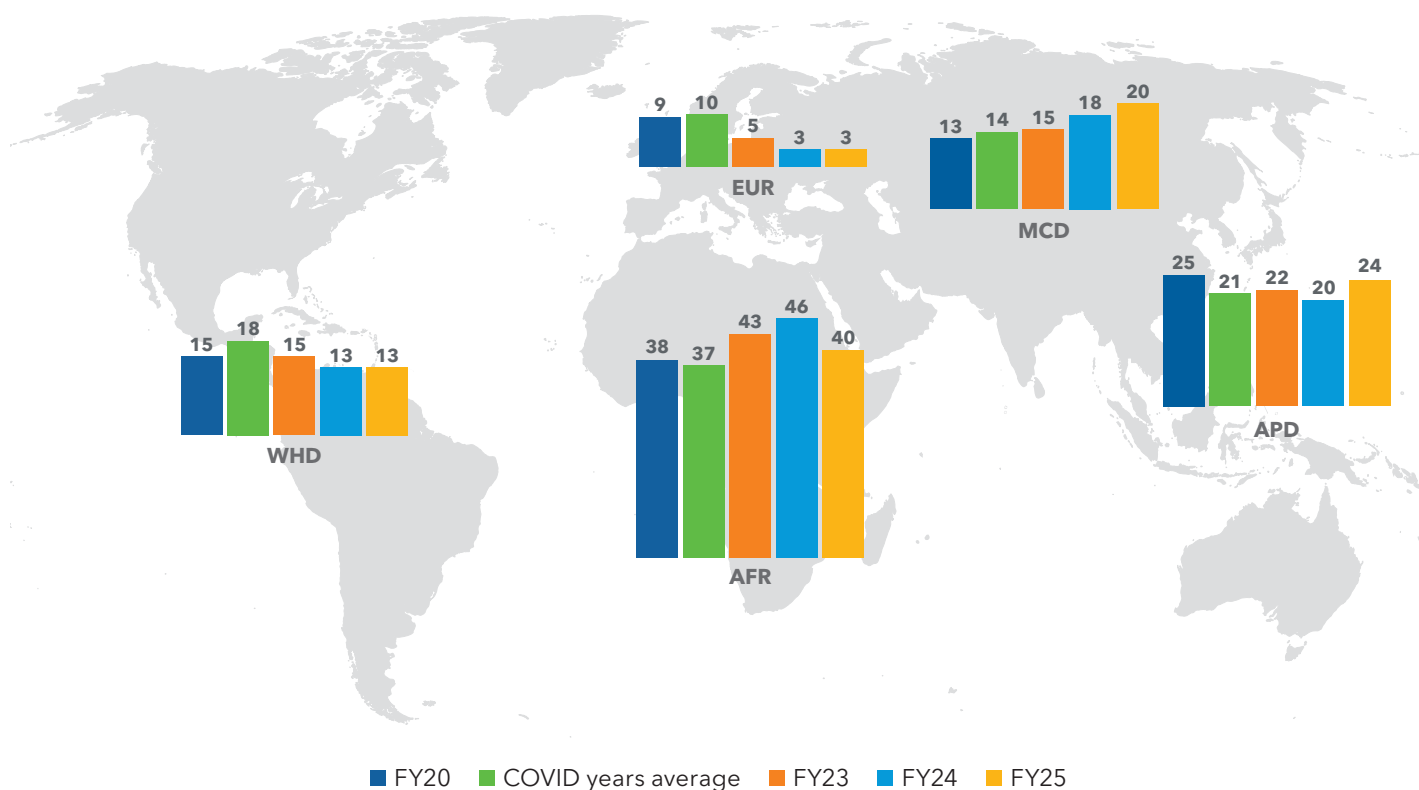 9 10 5 3 3
EUR
13 14 15 18 20
MCD
25 21 22 20 24
APD
15 18 15 13 13
WHD
38 37 43 46 40
AFR
FY20 COVID years average FY23 FY24 FY25